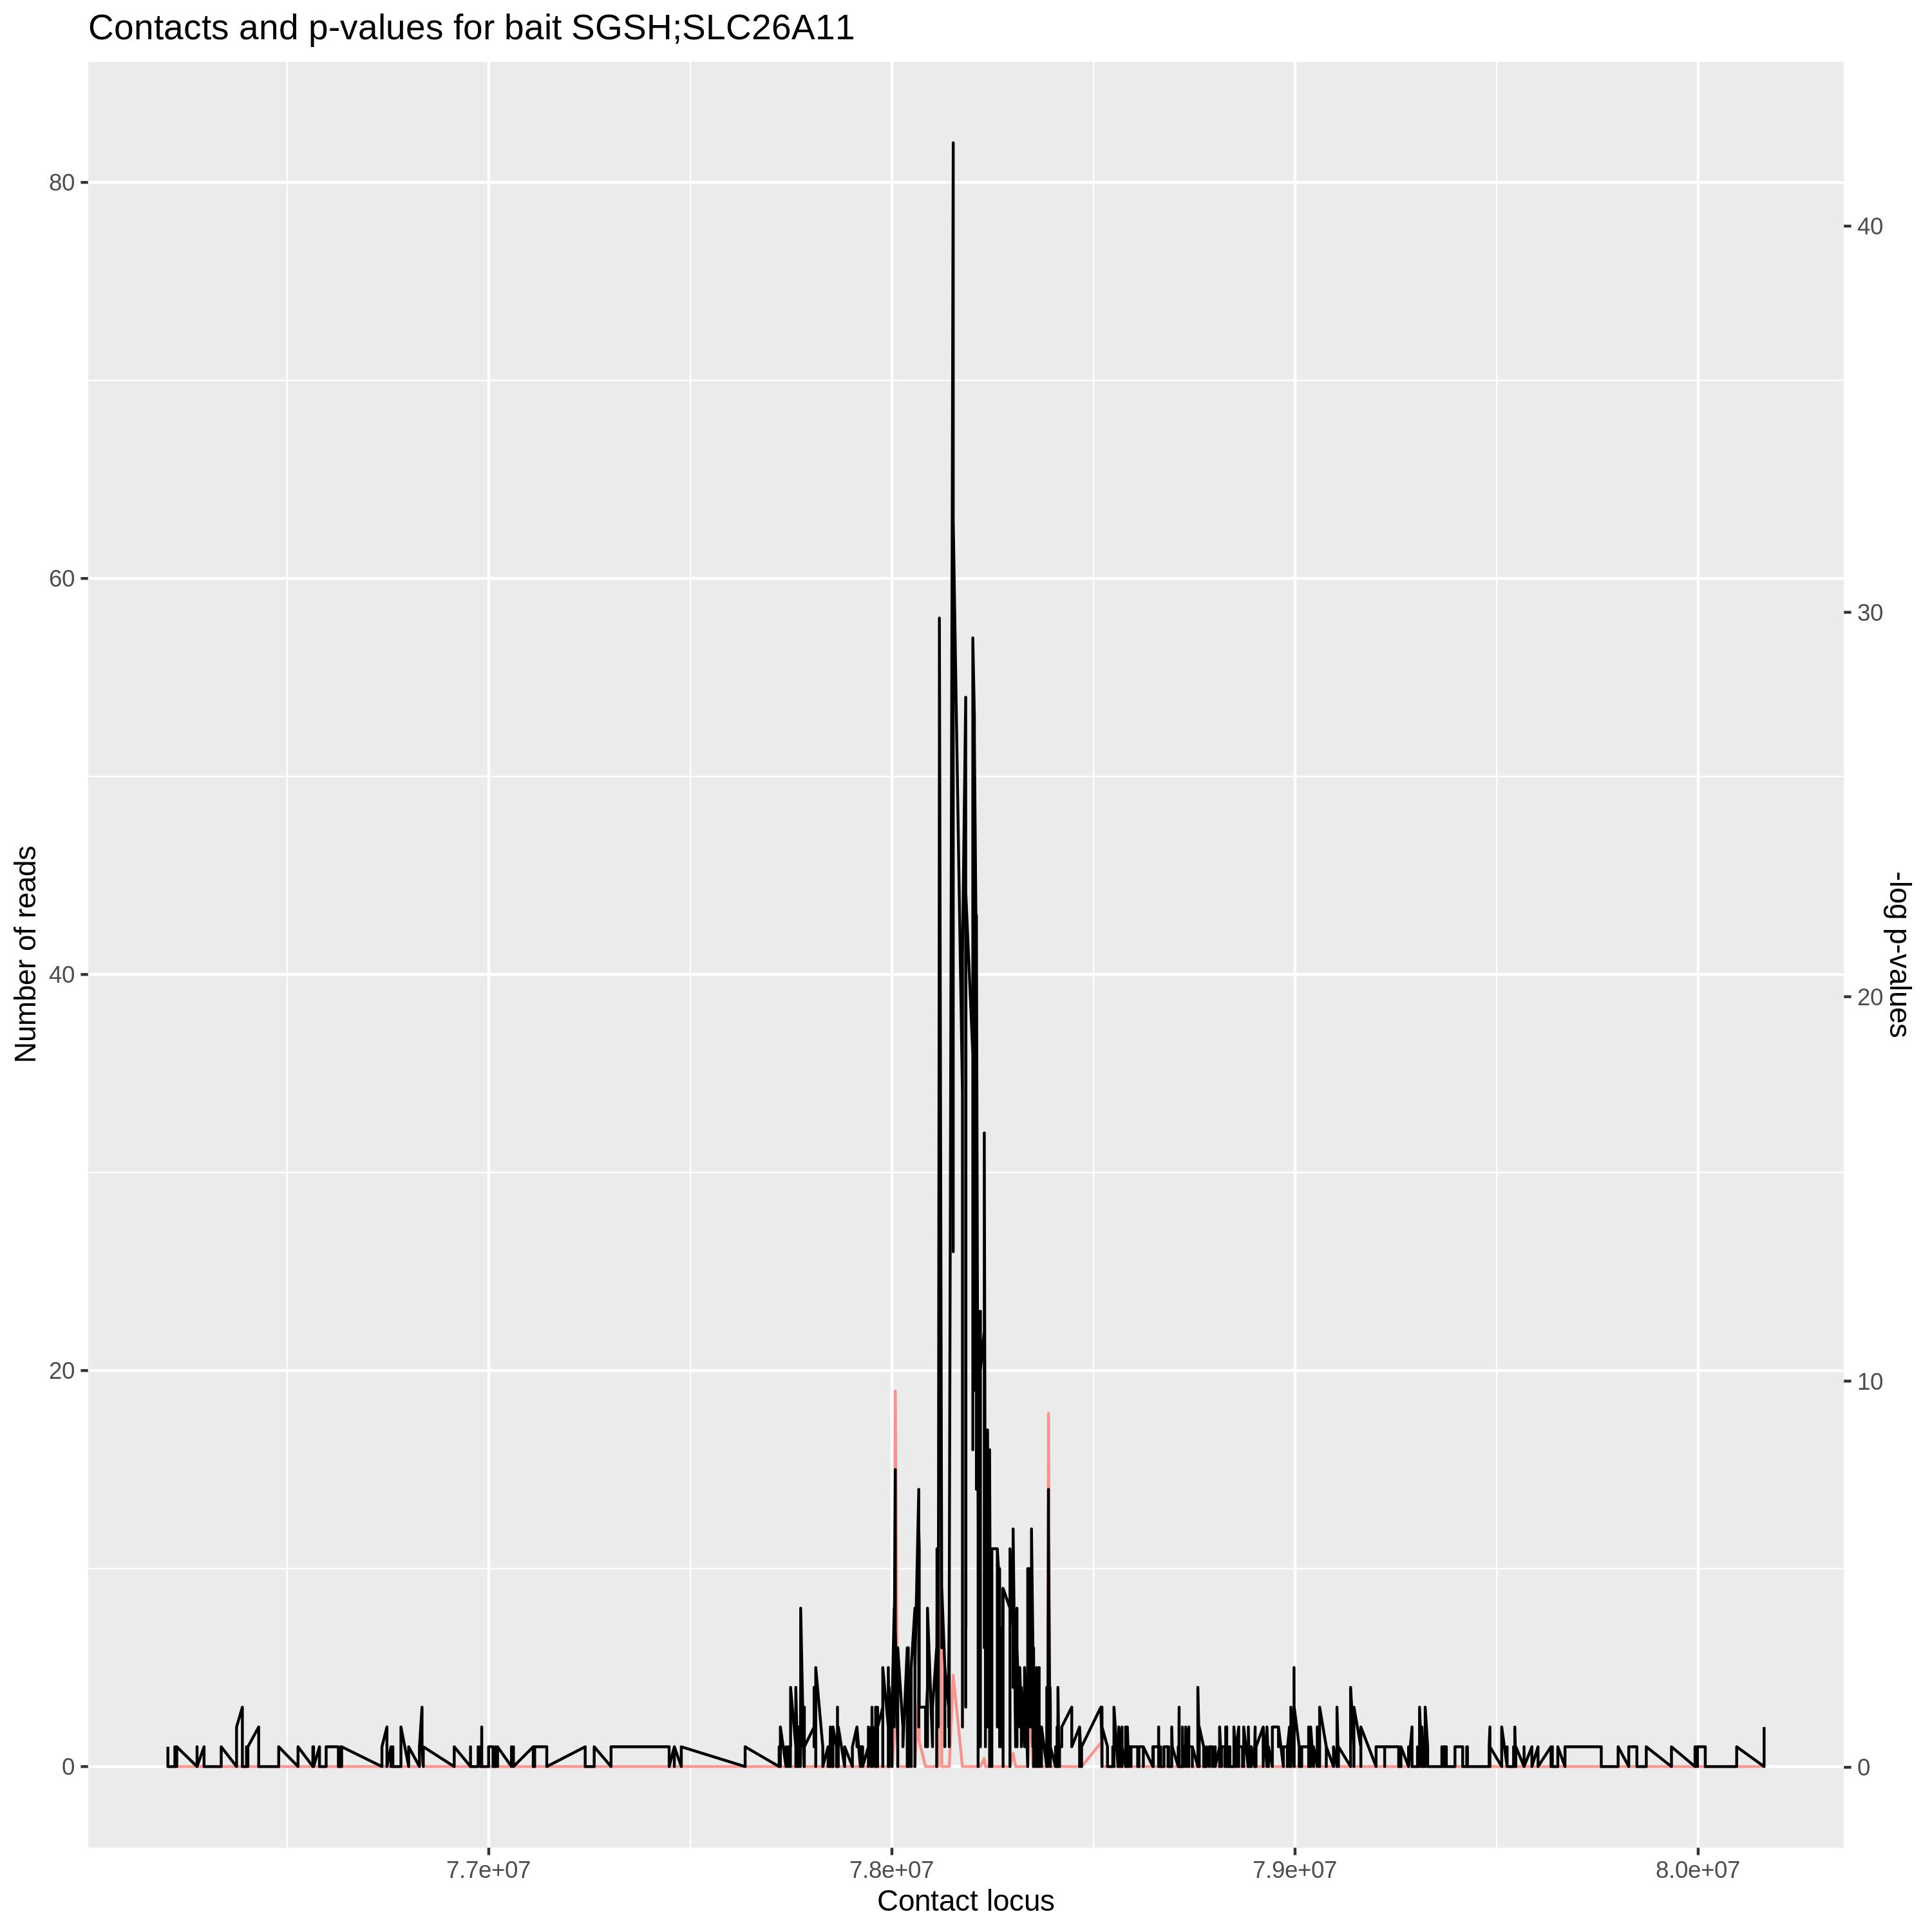 Contacts and p-values for bait SGSH;SLC26A11
80
60
40
20
0
Number of reads
40
30
20
10
0
-log p-values
7.7e+07
7.8e+07
7.9e+07
8.0e+07
Contact locus